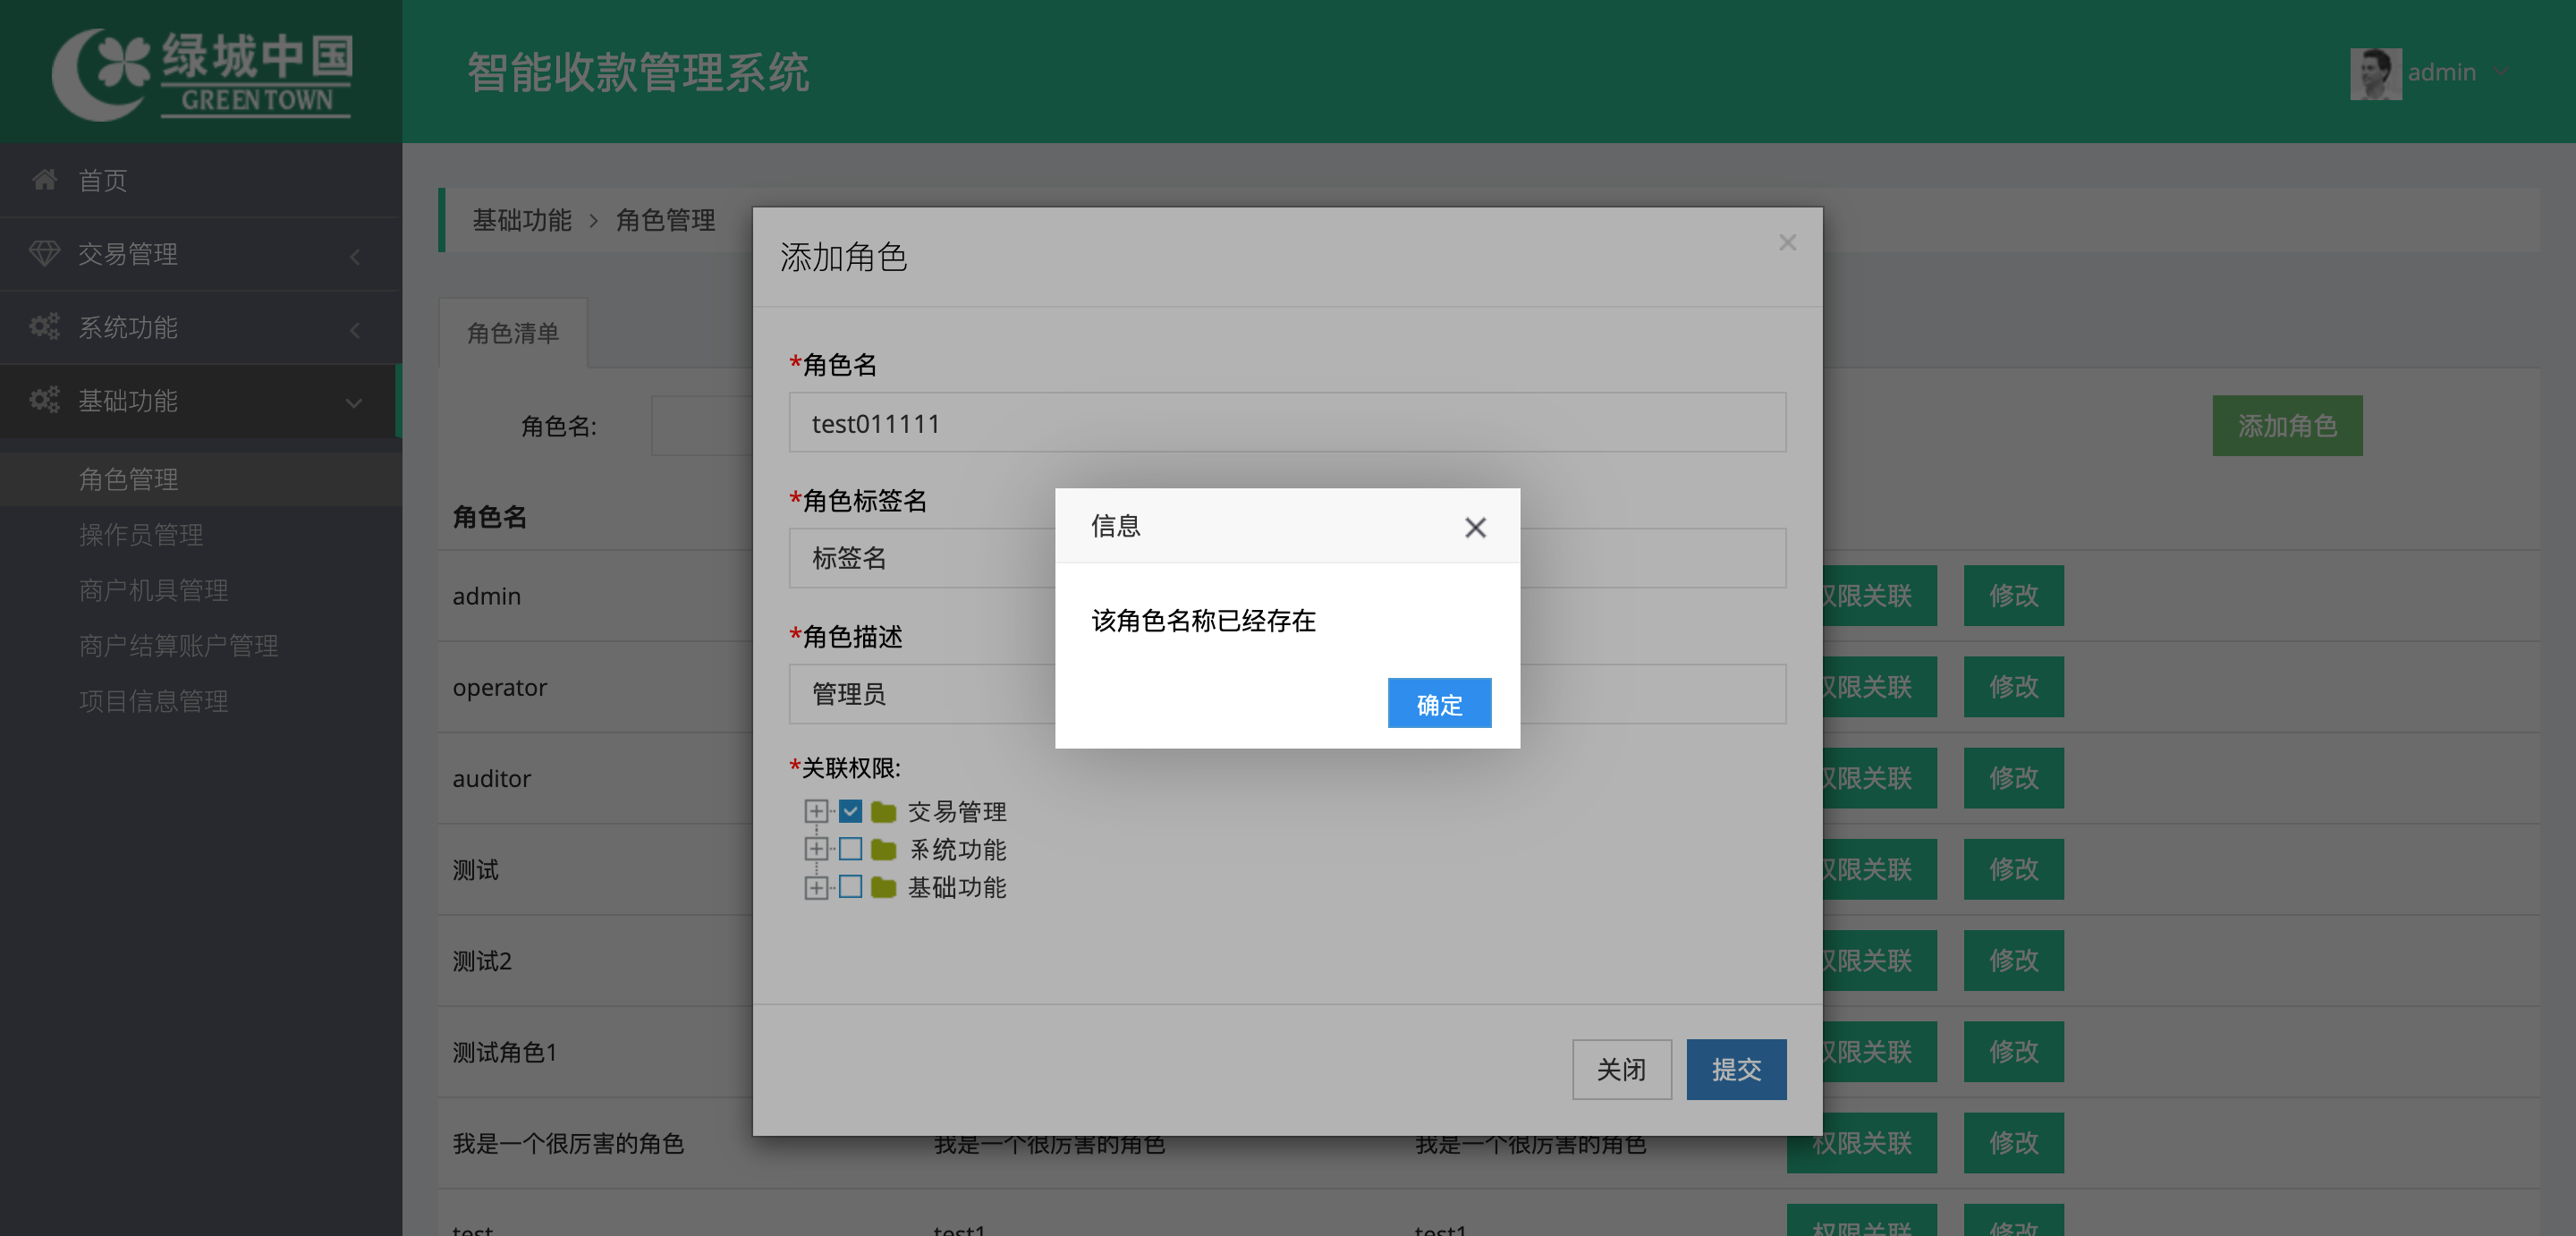 绿城中国
GREENTOWN
智能收款管理系统
admin
首页
交易管理
系统功能
基础功能
角色管理
操作员管理
商户机具管理
商户结算账户管理
项目信息管理
基础功能 > 角色管理
角色清单
角色名:
添加角色
角色名
admin
权限关联 修改
operator
权限关联 修改
auditor
权限关联 修改
测试
权限关联 修改
测试2
权限关联 修改
测试角色1
权限关联 修改
我是一个很厉害的角色 我是一个很厉害的角色 我是一个很厉害的角色 权限关联 修改
test test1 test1 权限关联 修改
添加角色
*角色名
test011111
*角色标签名
标签名
*角色描述
管理员
*关联权限:
交易管理
系统功能
基础功能
关闭 提交
信息
该角色名称已经存在
确定